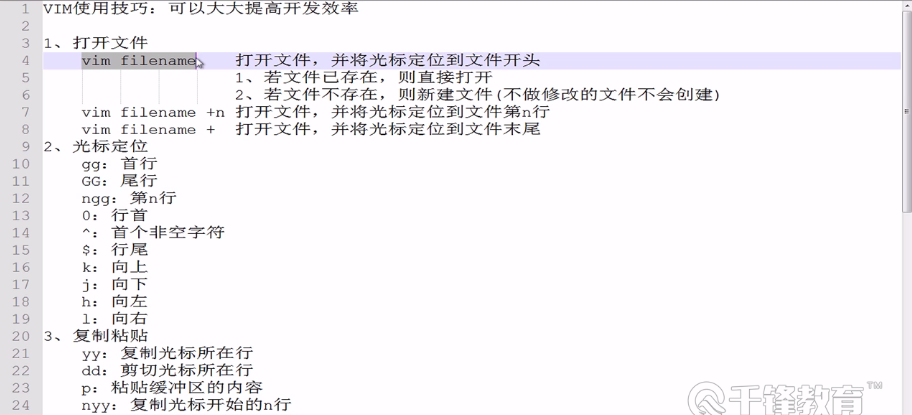 1 VIM使用技巧：可以大大提高开发效率
2
3 1、打开文件
4 vim filename 打开文件，并将光标定位到文件开头
5 1、若文件已存在，则直接打开
6 2、若文件不存在，则新建文件(不做修改的文件不会创建)
7 vim filename +n 打开文件，并将光标定位到文件第n行
8 vim filename + 打开文件，并将光标定位到文件末尾
9 2、光标定位
10 gg：首行
11 GG：尾行
12 ngg：第n行
13 0：行首
14 ^：首个非空字符
15 $：行尾
16 k：向上
17 j：向下
18 h：向左
19 l：向右
20 3、复制粘贴
21 yy：复制光标所在行
22 dd：剪切光标所在行
23 p：粘贴缓冲区的内容
24 nyy：复制光标开始的n行
千锋教育™